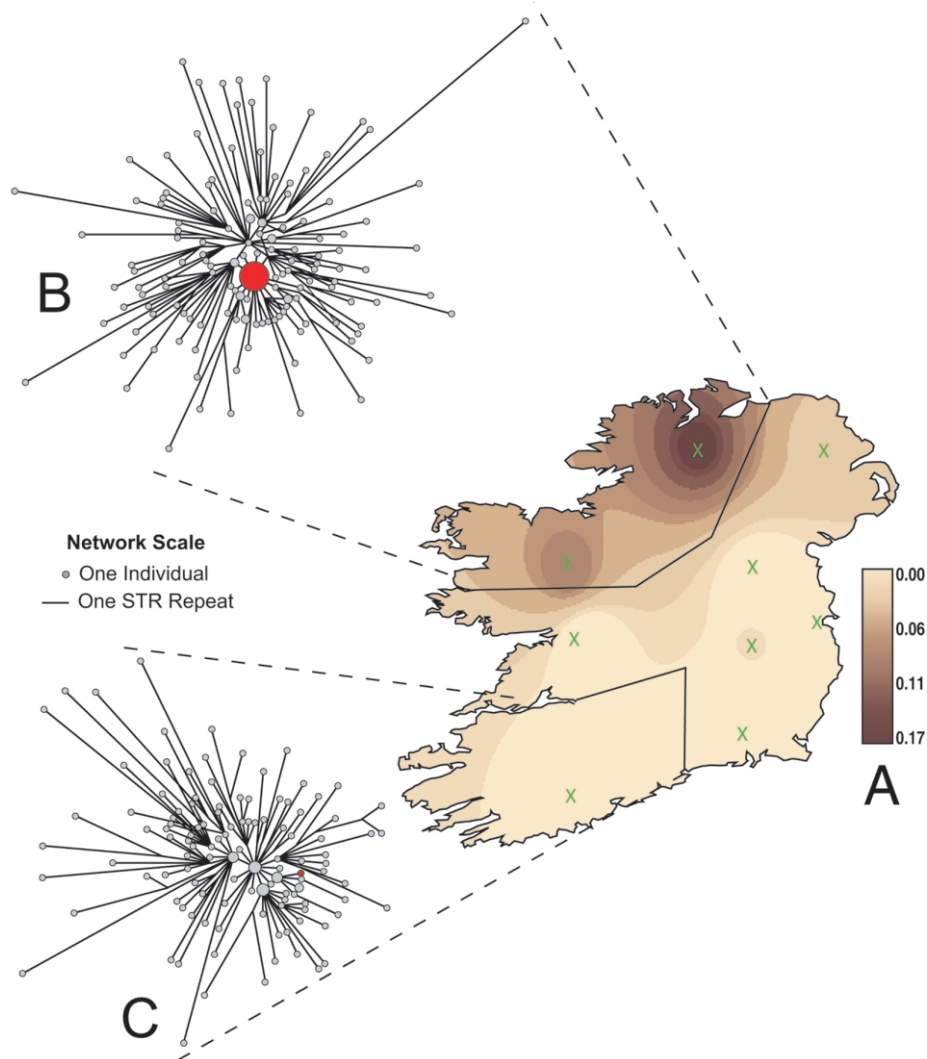 B
Network Scale
One Individual
One STR Repeat
X
X
X
X
X
X
X
X
X
0.00
0.06
0.11
0.17
A
C